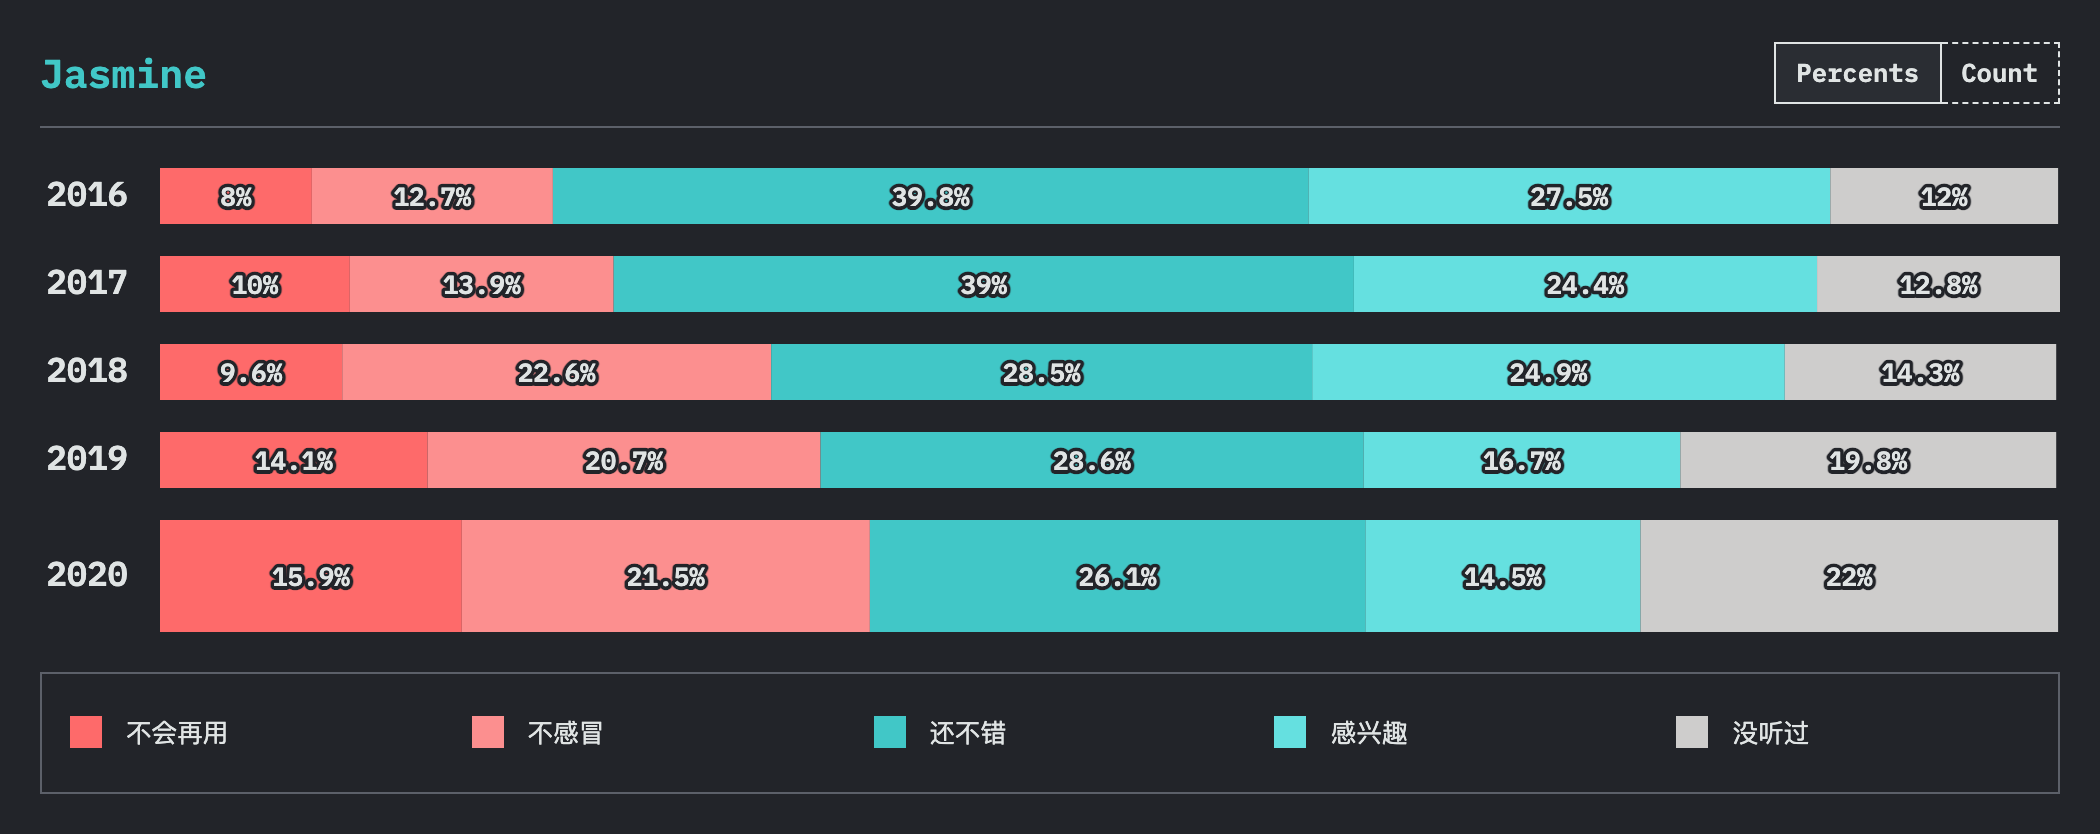 Jasmine
Percents Count
2016 8% 12.7% 39.8% 27.5% 12%
2017 10% 13.9% 39% 24.4% 12.8%
2018 9.6% 22.6% 28.5% 24.9% 14.3%
2019 14.1% 20.7% 28.6% 16.7% 19.8%
2020 15.9% 21.5% 26.1% 14.5% 22%
不会再用 不感冒 还不错 感兴趣 没听过